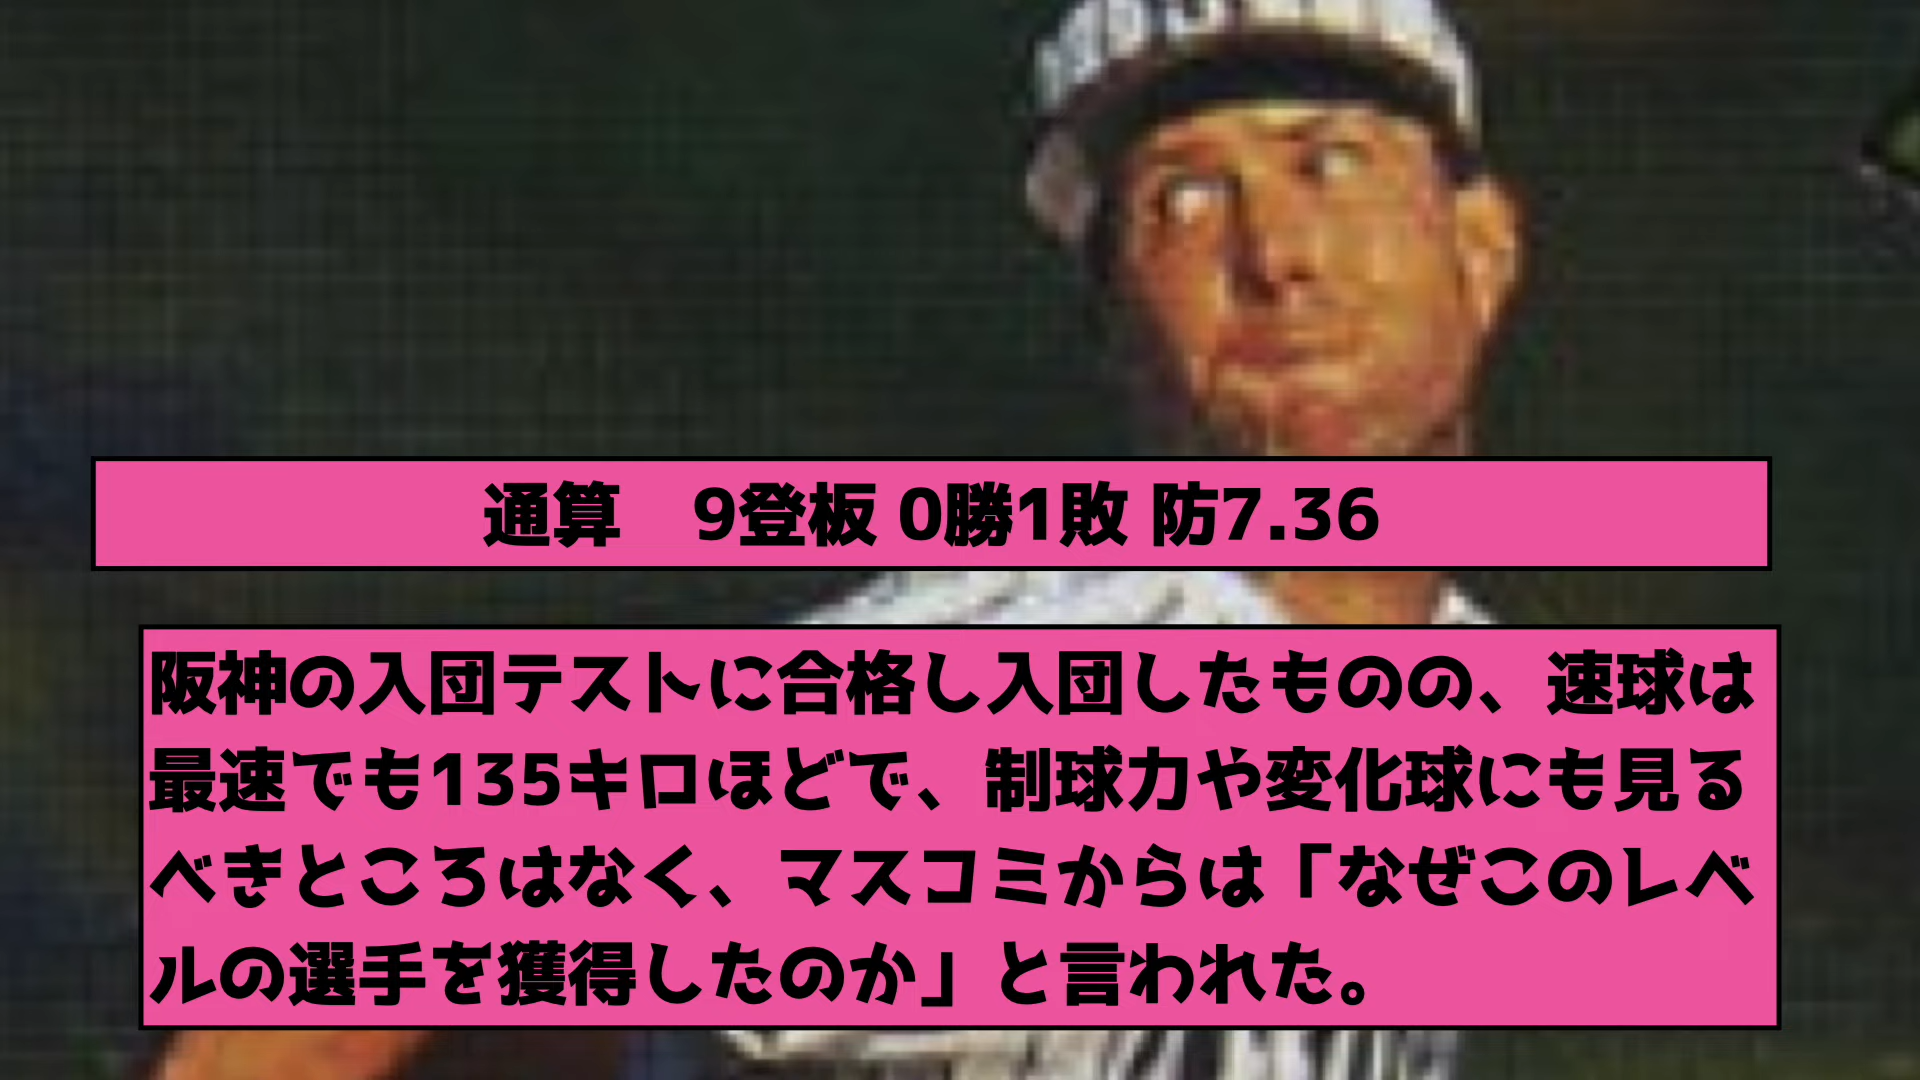 通算　9登板 0勝1敗 防7.36
阪神の入団テストに合格し入団したものの、速球は
最速でも135キロほどで、制球力や変化球にも見る
べきところはなく、マスコミからは「なぜこのレベ
ルの選手を獲得したのか」と言われた。